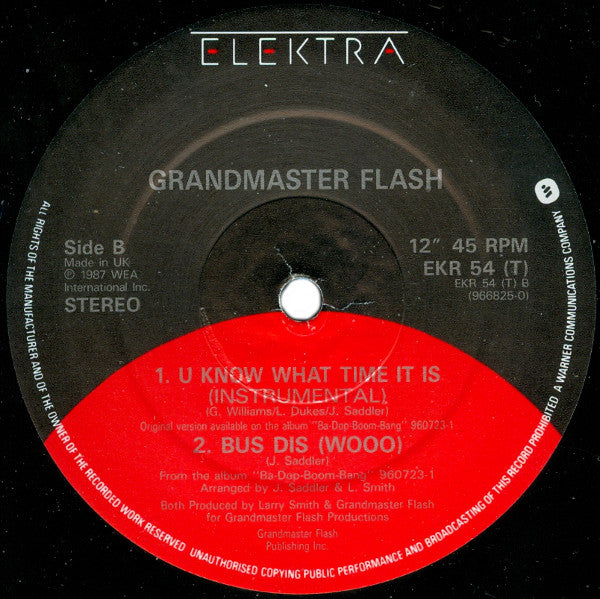 ELEKTRA
GRANDMASTER FLASH
Side B
Made in UK
℗ 1987 WEA
International Inc.
STEREO
12" 45 RPM
EKR 54 (T)
EKR 54 (T) B
(966825-0)
1. U KNOW WHAT TIME IT IS
(INSTRUMENTAL)
(G. Williams/L. Dukes/J. Saddler)
Original version available on the album "Ba-Dop-Boom-Bang" 960723-1
2. BUS DIS (WOOO)
(J. Saddler)
From the album "Ba-Dop-Boom-Bang" 960723-1
Arranged by J. Saddler & L. Smith
Both Produced by Larry Smith & Grandmaster Flash
for Grandmaster Flash Productions
Grandmaster Flash
Publishing Inc.
ALL RIGHTS OF THE MANUFACTURER AND OF THE OWNER OF THE RECORDED WORK RESERVED UNAUTHORISED COPYING PUBLIC PERFORMANCE AND BROADCASTING OF THIS RECORD PROHIBITED A WARNER COMMUNICATIONS COMPANY